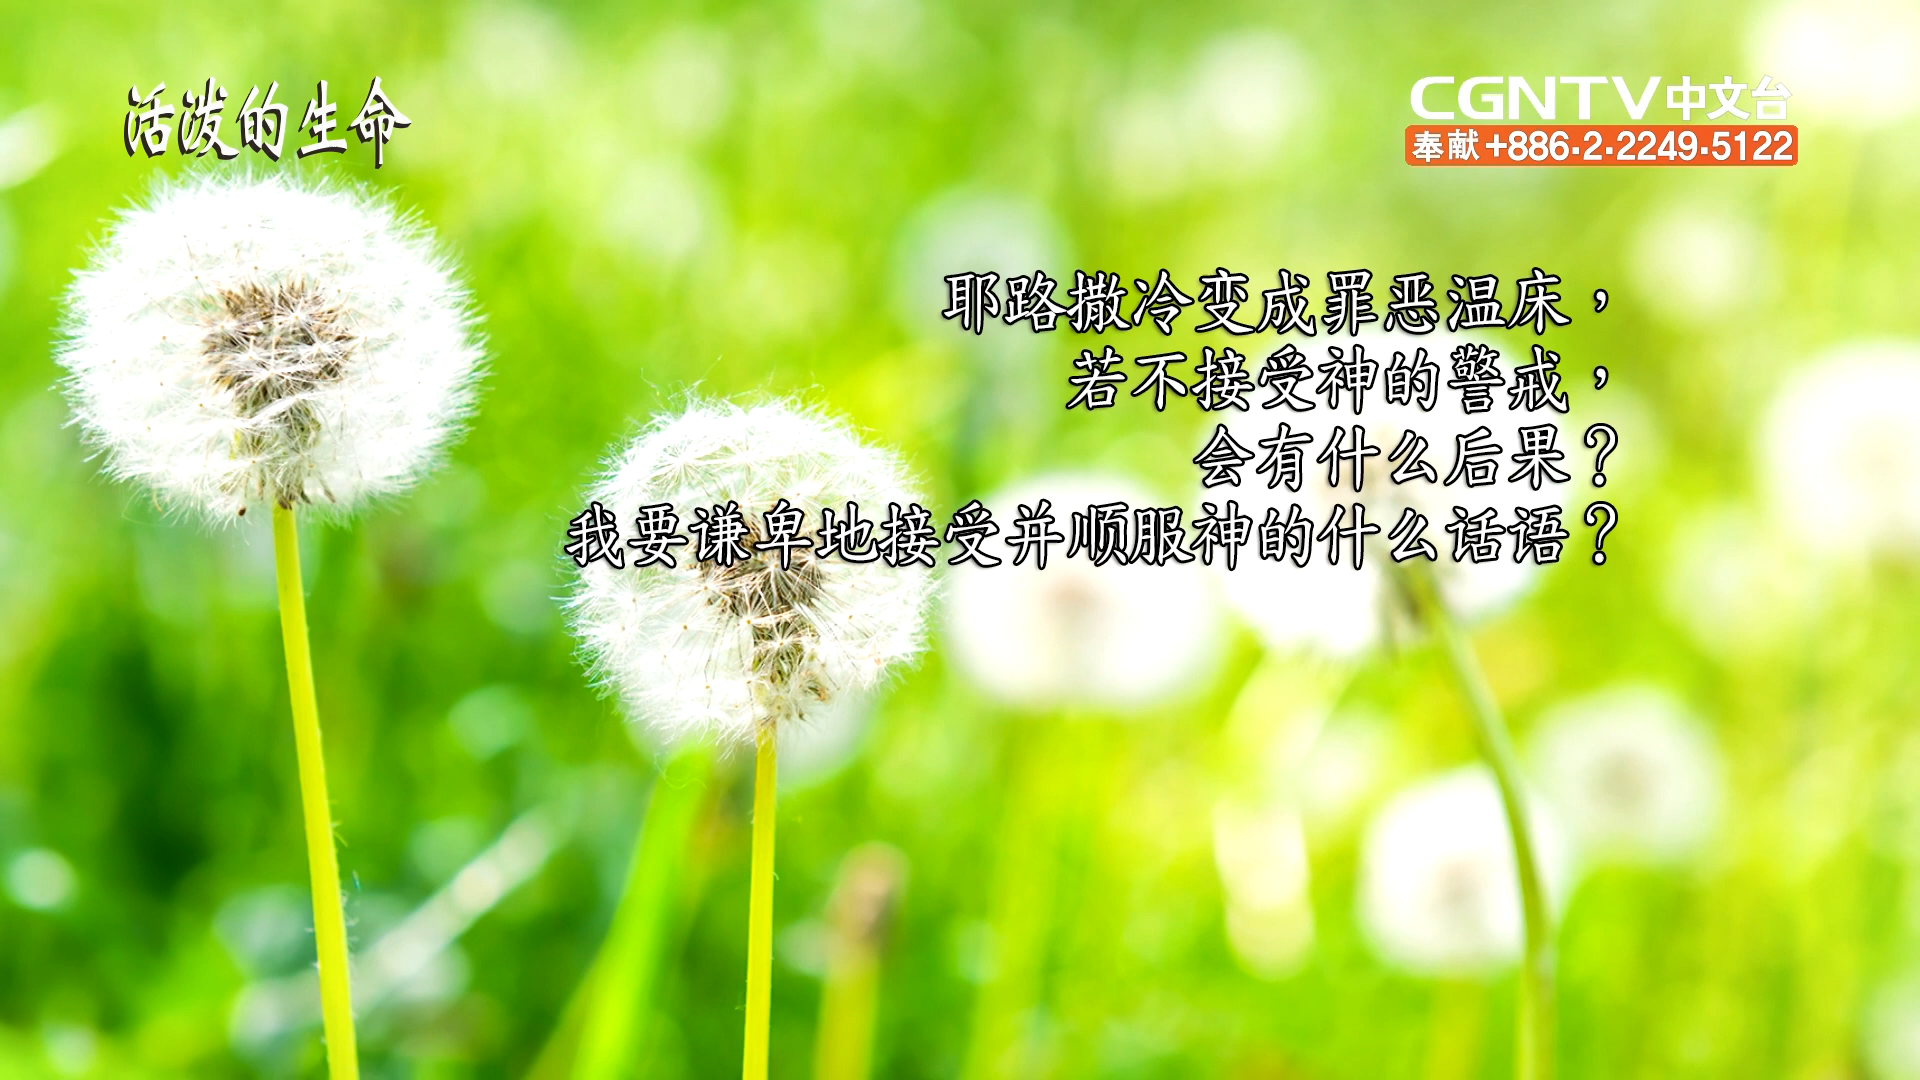 活泼的生命
CGNTV中文台
奉献+886·2·2249·5122
耶路撒冷变成罪恶温床，
若不接受神的警戒，
会有什么后果？
我要谦卑地接受并顺服神的什么话语？